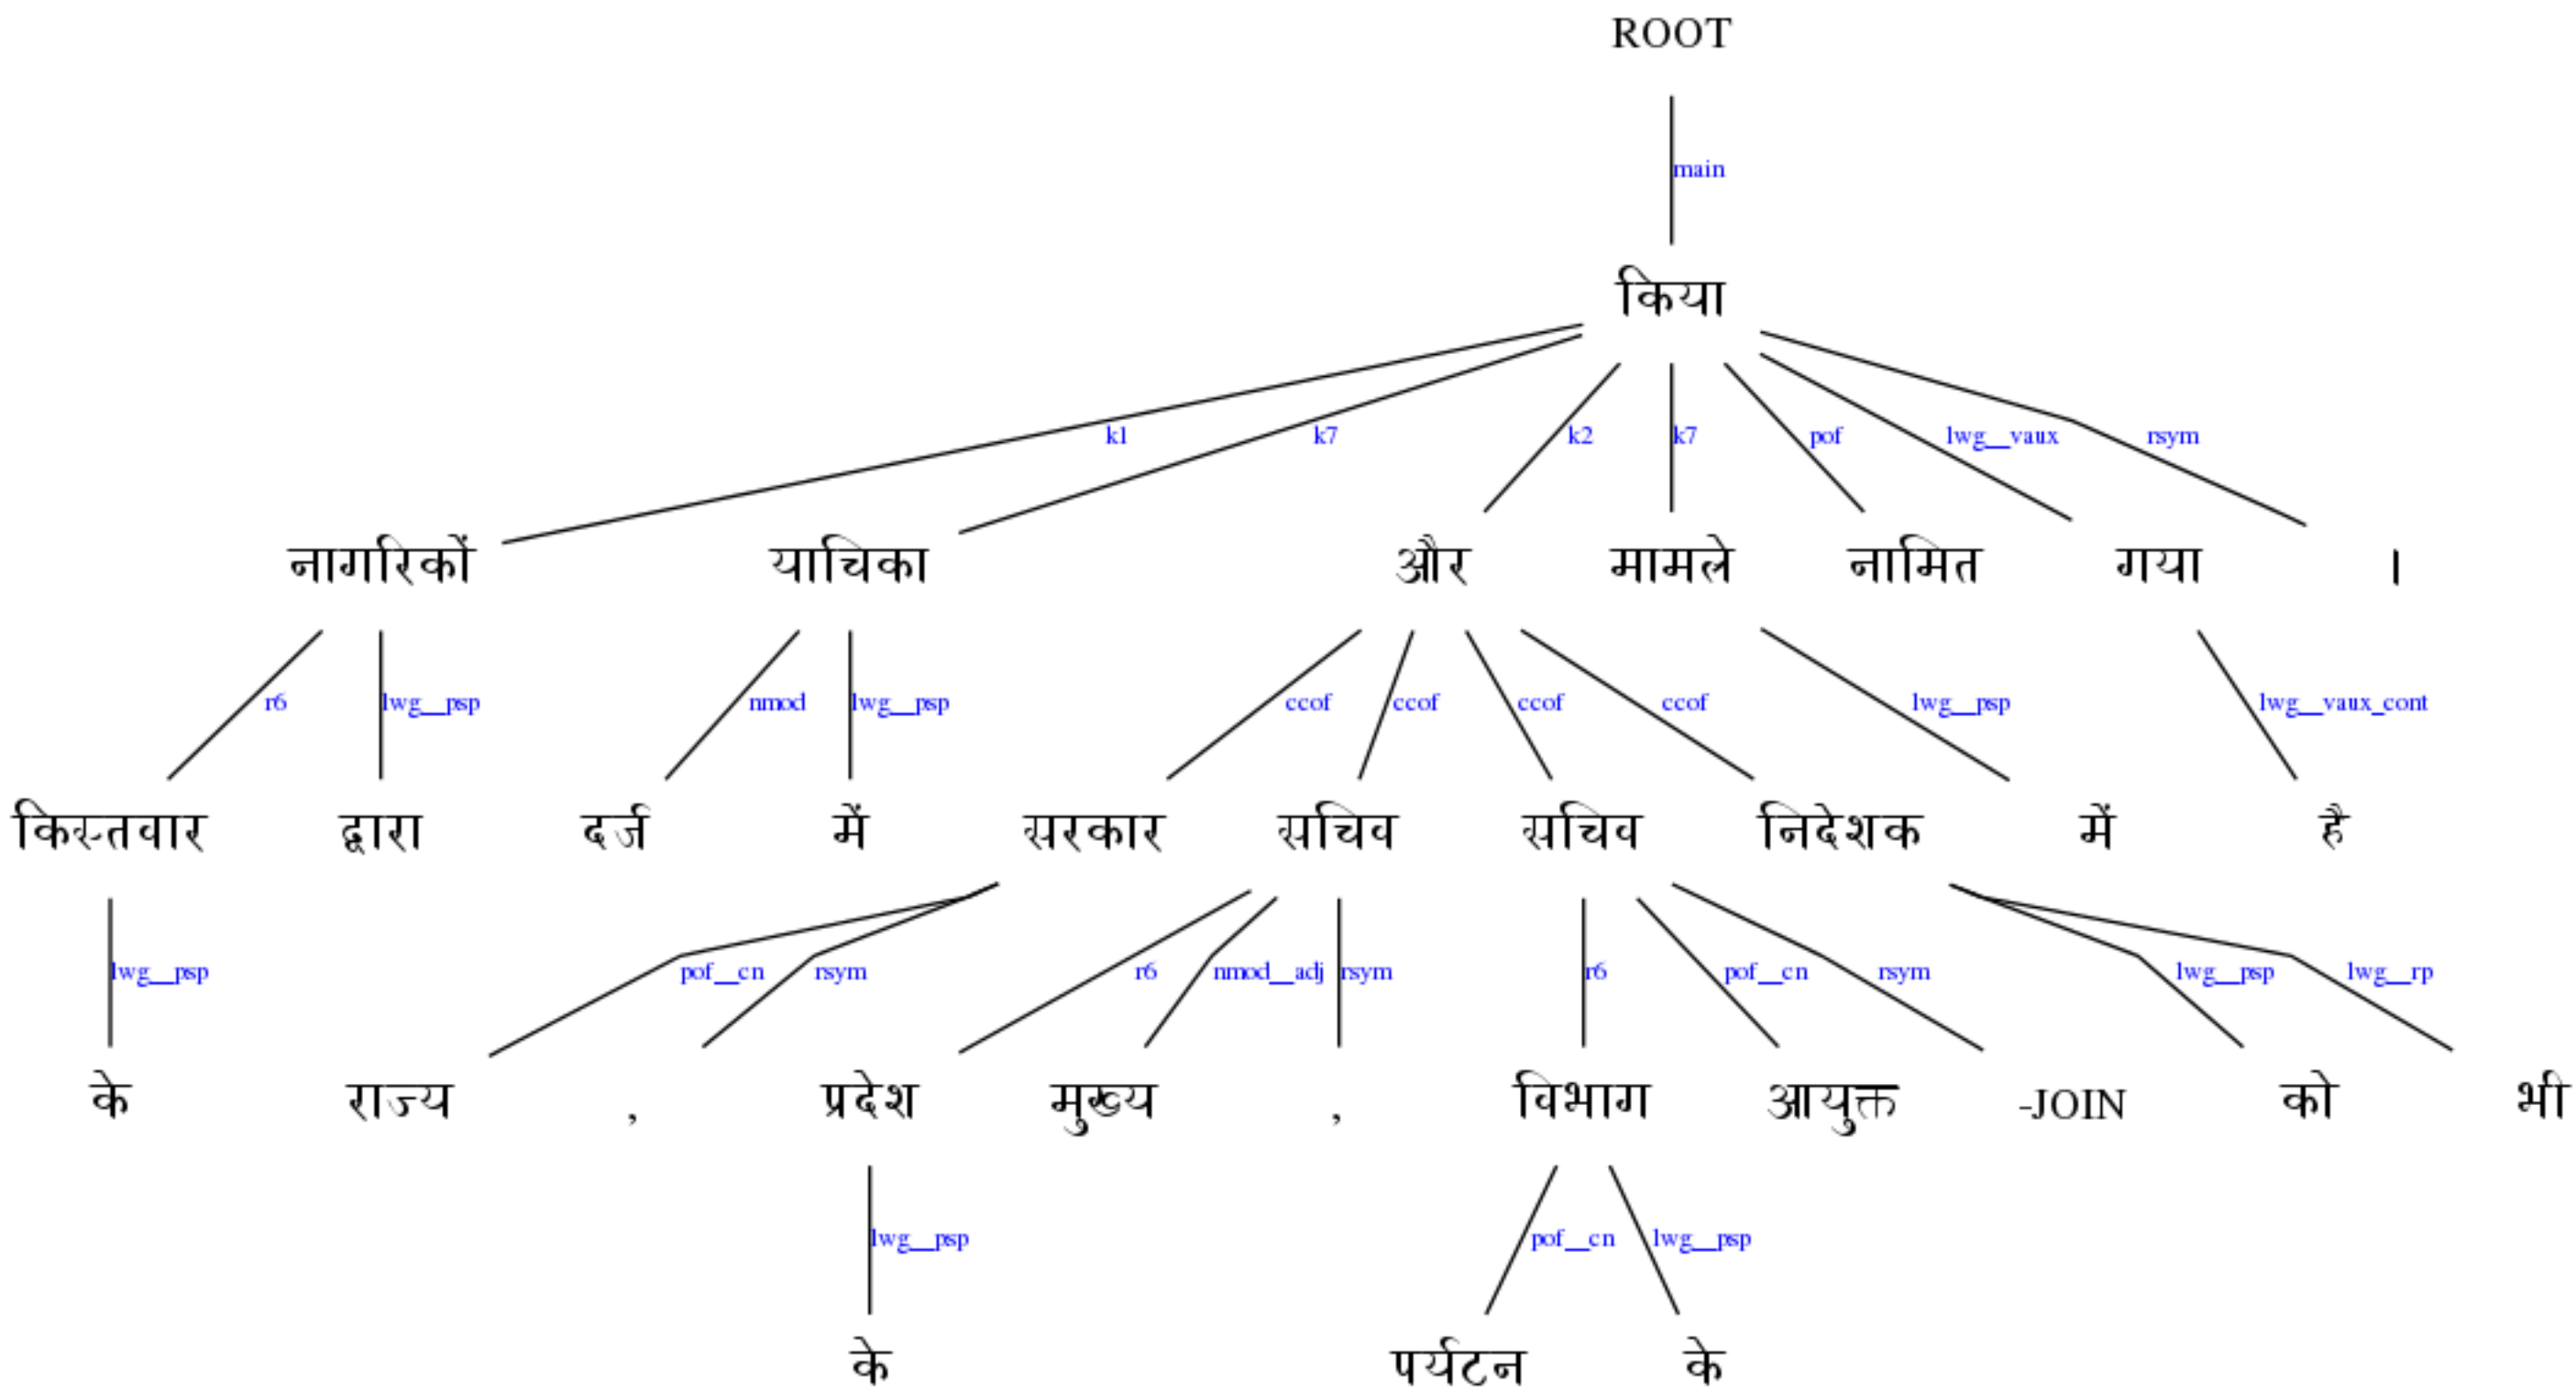 ROOT
main
किया
k1 k7 k2 k7 pof lwg__vaux rsym
नागरिकों याचिका और मामले नामित गया ।
r6 lwg__psp nmod lwg__psp ccof ccof ccof ccof lwg__psp lwg__vaux_cont
किस्तवार द्वारा दर्ज में सरकार सचिव सचिव निदेशक में है
lwg__psp pof__cn rsym r6 nmod__adj rsym r6 pof__cn rsym lwg__psp lwg__rp
के राज्य , प्रदेश मुख्य , विभाग आयुक्त -JOIN को भी
lwg__psp pof__cn lwg__psp
के पर्यटन के